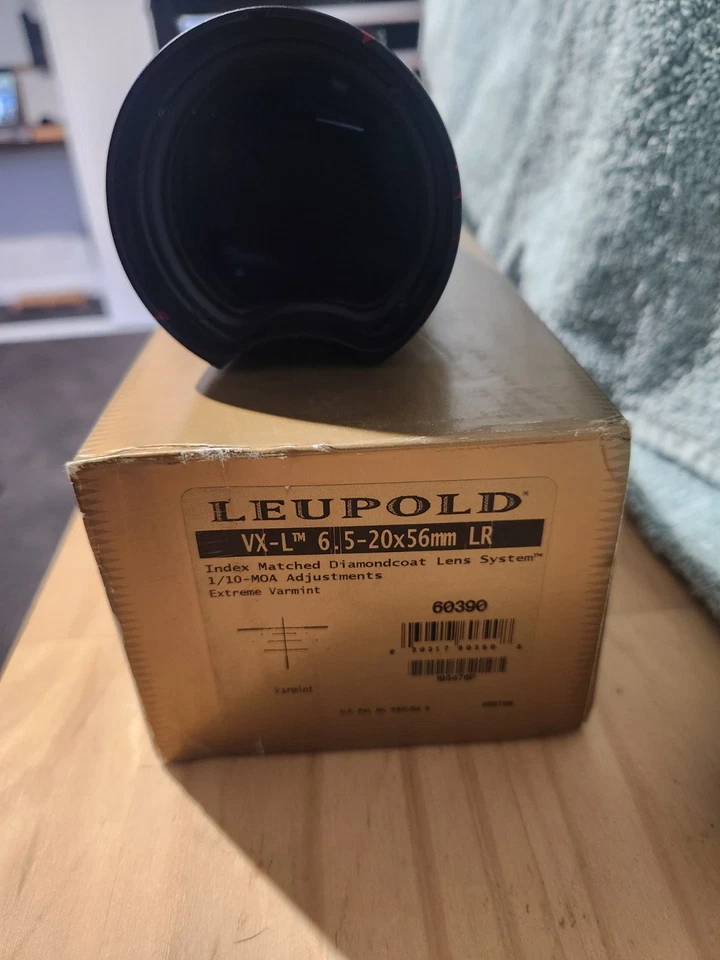 LEUPOLD
VX-L™ 6.5-20x56mm LR
Index Matched Diamondcoat Lens System™
1/10-MOA Adjustments
Extreme Varmint
60390
Varmint